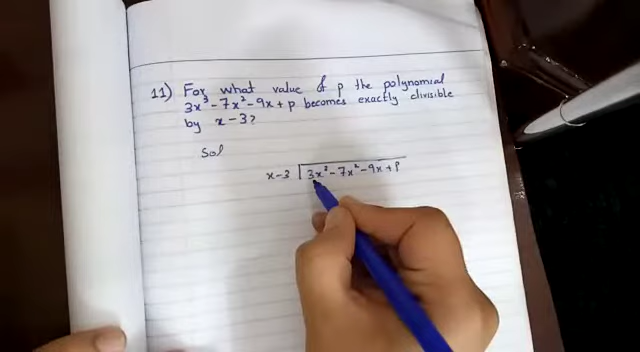 11) For what value of p the polynomial
3x³ - 7x² - 9x + p becomes exactly divisible
by x - 3?
Sol
x-3 3x² - 7x² - 9x + p